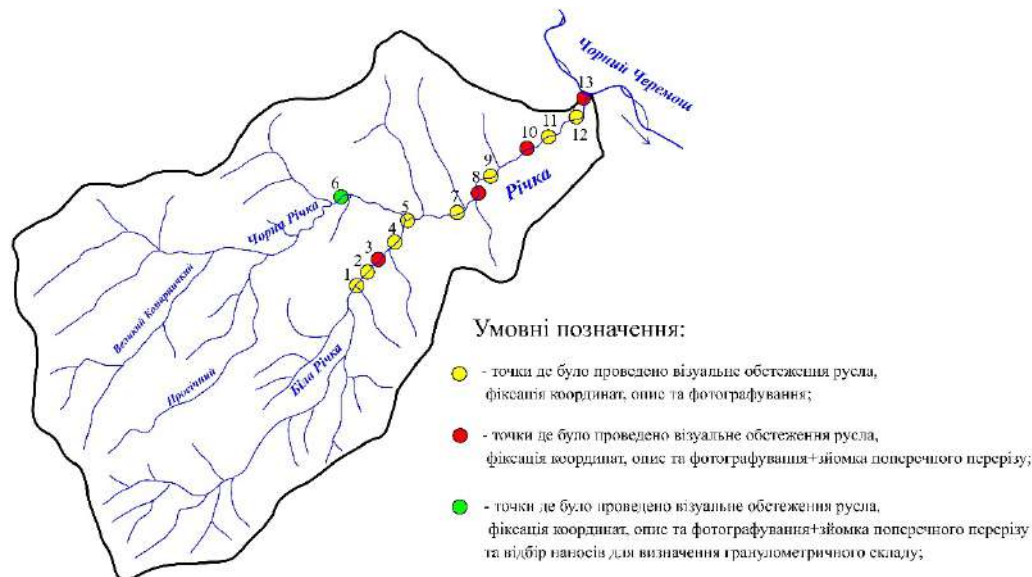 Чорний Черемош
13
12
11
10
9
8
Річка
7
6
5
Чорна Річка
4
3
2
1
Великий Комарничкий
Просічний
Біла Річка
Умовні позначення:
- точки де було проведено візуальне обстеження русла,
фіксація координат, опис та фотографування;
- точки де було проведено візуальне обстеження русла,
фіксація координат, опис та фотографування+зйомка поперечного перерізу;
- точки де було проведено візуальне обстеження русла,
фіксація координат, опис та фотографування+зйомка поперечного перерізу
та відбір наносів для визначення гранулометричного складу;